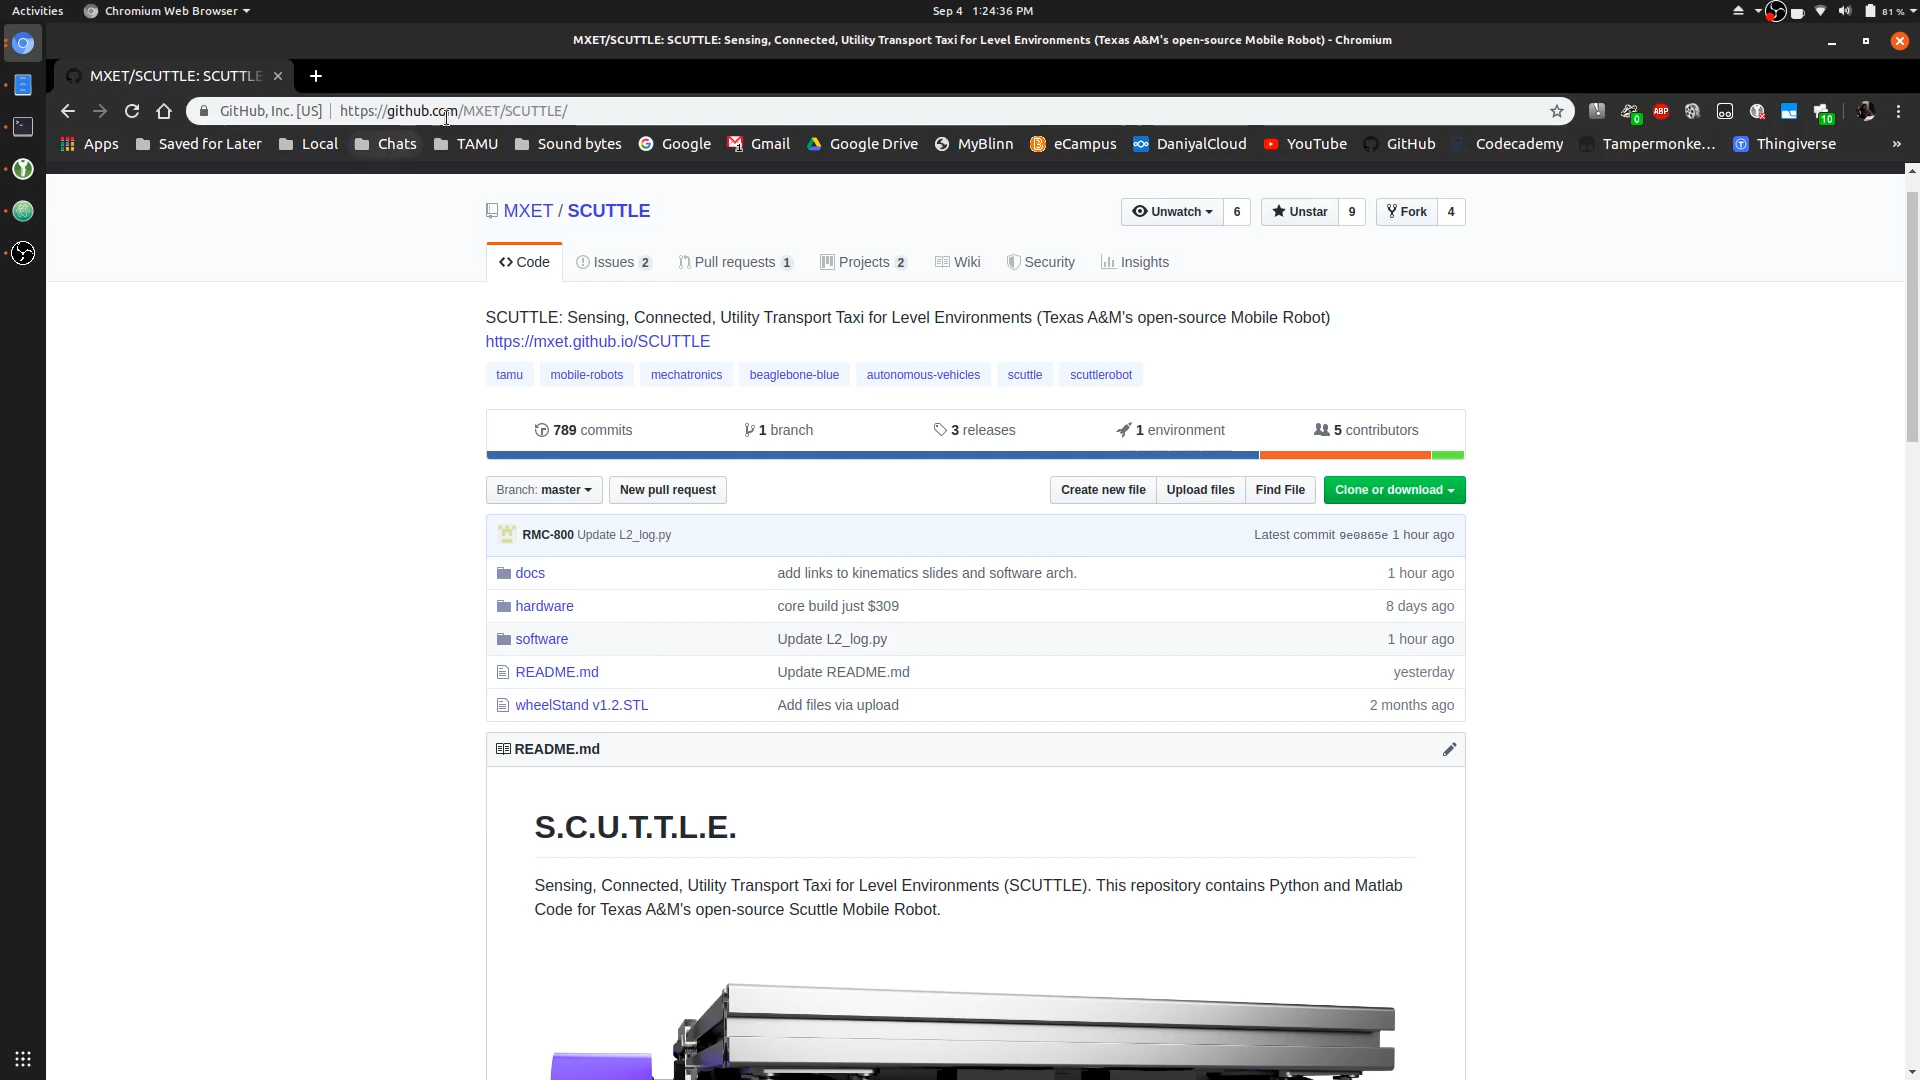 Activities Chromium Web Browser Sep 4 1:24:36 PM 81 %
MXET/SCUTTLE: SCUTTLE: Sensing, Connected, Utility Transport Taxi for Level Environments (Texas A&M's open-source Mobile Robot) - Chromium
MXET/SCUTTLE: SCUTTLE
GitHub, Inc. [US] https://github.com/MXET/SCUTTLE/ 0 ABP 10
Apps Saved for Later Local Chats TAMU Sound bytes Google Gmail Google Drive MyBlinn eCampus DaniyalCloud YouTube GitHub Codecademy Tampermonke... Thingiverse »
MXET / SCUTTLE Unwatch 6 Unstar 9 Fork 4
Code Issues 2 Pull requests 1 Projects 2 Wiki Security Insights
SCUTTLE: Sensing, Connected, Utility Transport Taxi for Level Environments (Texas A&M's open-source Mobile Robot)
https://mxet.github.io/SCUTTLE
tamu mobile-robots mechatronics beaglebone-blue autonomous-vehicles scuttle scuttlerobot
789 commits 1 branch 3 releases 1 environment 5 contributors
Branch: master New pull request Create new file Upload files Find File Clone or download
RMC-800 Update L2_log.py Latest commit 9e0865e 1 hour ago
docs add links to kinematics slides and software arch. 1 hour ago
hardware core build just $309 8 days ago
software Update L2_log.py 1 hour ago
README.md Update README.md yesterday
wheelStand v1.2.STL Add files via upload 2 months ago
README.md
S.C.U.T.T.L.E.
Sensing, Connected, Utility Transport Taxi for Level Environments (SCUTTLE). This repository contains Python and Matlab
Code for Texas A&M's open-source Scuttle Mobile Robot.